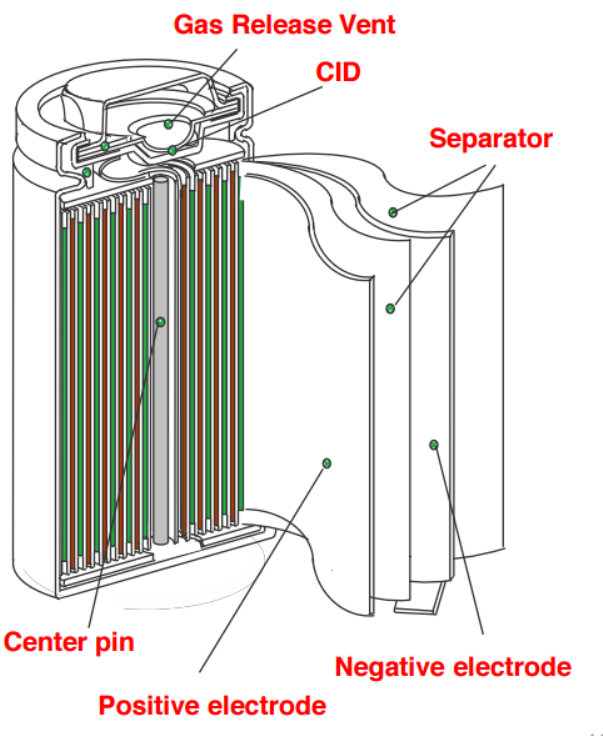 Gas Release Vent
CID
Separator
Center pin
Negative electrode
Positive electrode